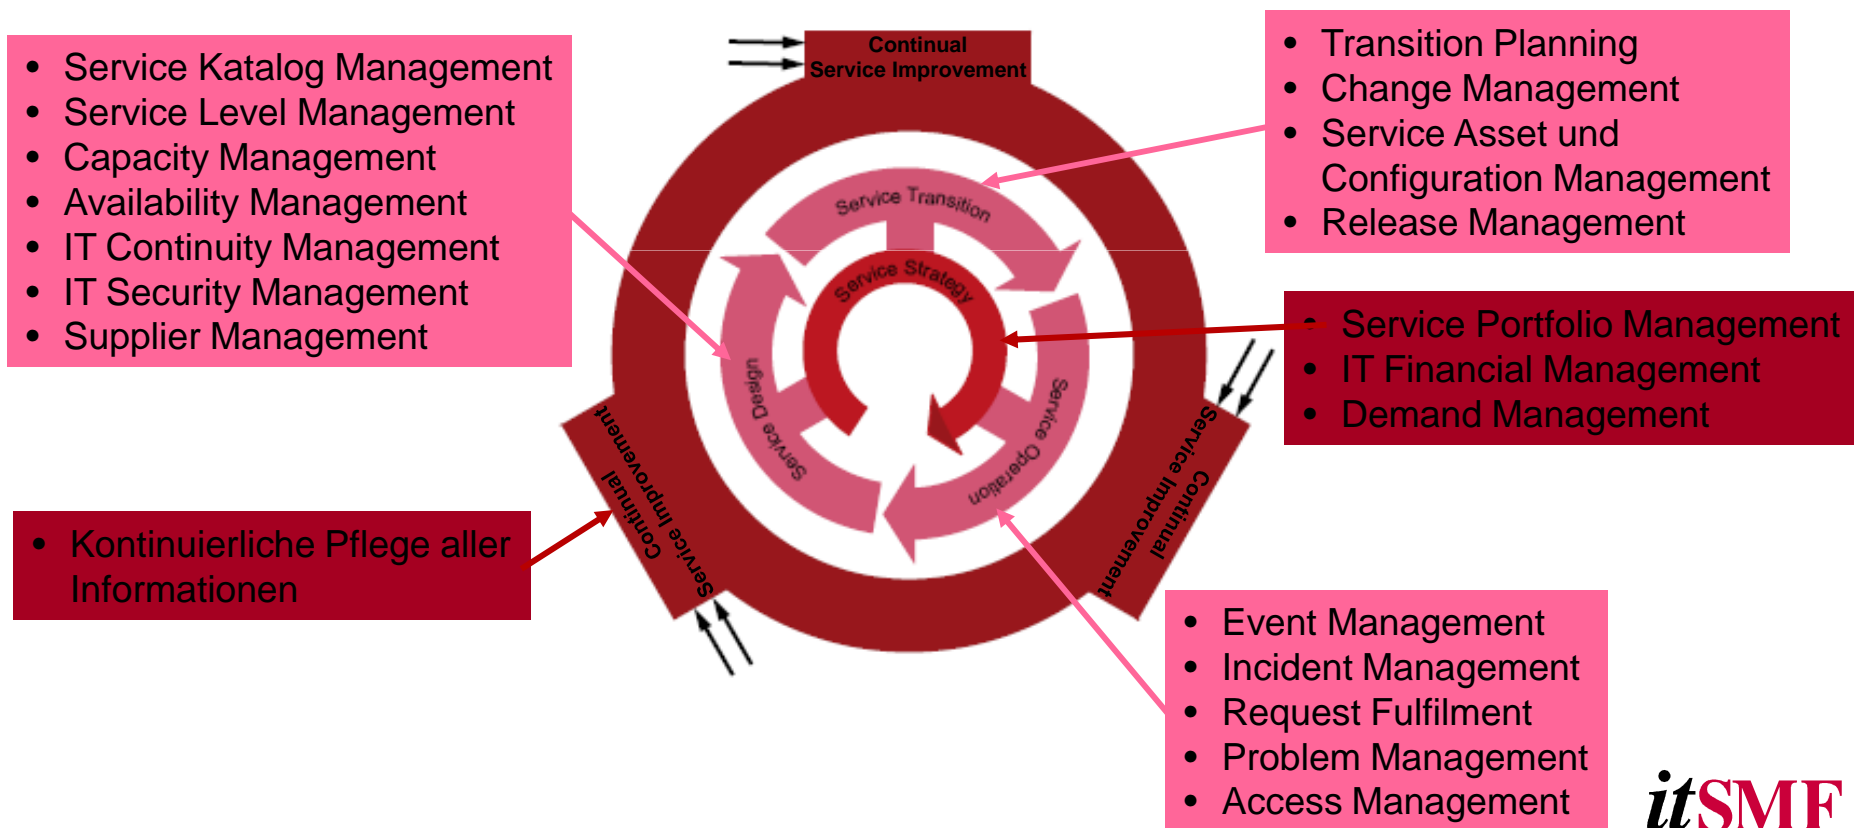 Continual
Service Improvement
• Service Katalog Management
• Service Level Management
• Capacity Management
• Availability Management
• IT Continuity Management
• IT Security Management
• Supplier Management
• Transition Planning
• Change Management
• Service Asset und
Configuration Management
• Release Management
Service Transition
Service Strategy
Service Design
Service Operation
• Service Portfolio Management
• IT Financial Management
• Demand Management
Continual
Service Improvement
Continual
Service Improvement
• Kontinuierliche Pflege aller
Informationen
• Event Management
• Incident Management
• Request Fulfilment
• Problem Management
• Access Management
itSMF